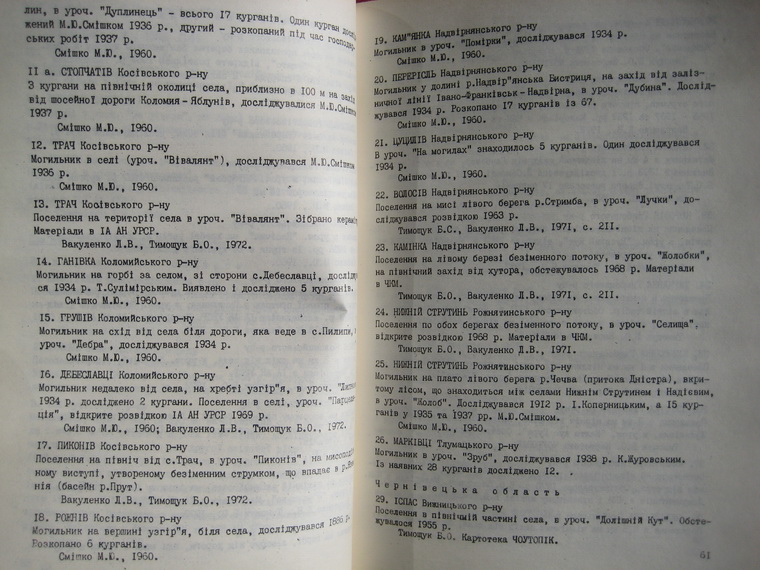 лин, в уроч. "Дуплинець" - всього 17 курганів. Один курган
жений М.Ю.Смішком 1936 р., другий - розкопаний під час господар-
ських робіт 1937 р.
Смішко М.Ю., 1960.
II а. СТОПЧАТІВ Косівського р-ну
3 кургани на північній околиці села, приблизно в 100 м на захід
від шосейної дороги Коломия-Яблунів, досліджувалися М.Ю.Смішком
1937 р.
Смішко М.Ю., 1960.
12. ТРАЧ Косівського р-ну
Могильник в селі (уроч. "Вівалянт"), досліджувався М.Ю.Смішком
1936 р.
Смішко М.Ю., 1960.
13. ТРАЧ Косівського р-ну
Поселення на території села в уроч. "Вівалянт". Зібрано
Матеріали в ІА АН УРСР.
Вакуленко Л.В., Тимощук Б.О., 1972.
14. ГАНІВКА Коломийського р-ну
Могильник на горбі за селом, зі сторони с.Дебеславці,
ся 1934 р. Т.Сулімірським. Виявлено і досліджено 5 курганів.
Смішко М.Ю., 1960.
15. ГРУШІВ Коломийського р-ну
Могильник на схід від села біля дороги, яка веде в с.Пилипи,
уроч. "Дебра", досліджувався 1934 р.
Смішко М.Ю., 1960.
16. ДЕБЕСЛАВЦІ Коломийського р-ну
Могильник недалеко від села, на хребті узгір"я, в уроч.
1934 р. досліджено 2 кургани. Поселення в селі, уроч.
ція", відкрите розвідкою ІА АН УРСР 1969 р.
Смішко М.Ю., 1960; Вакуленко Л.В., Тимощук Б.О., 1972.
17. ПИКОНІВ Косівського р-ну
Поселення на північ від с.Трач, в уроч. "Пиконів", на
ному виступі, утвореному безіменним струмком, що впадає в
нія (басейн р.Прут).
Вакуленко Л.В., Тимощук Б.О., 1972.
18. РОЖНІВ Косівського р-ну
Могильник на вершині узгір"я, біля села, досліджувався 1886 р.
Розкопано 6 курганів.
Смішко М.Ю., 1960.
19. КАМ"ЯНКА Надвірнянського р-ну
Могильник в уроч. "Помірки", досліджувався 1934 р.
Смішко М.Ю., 1960.
20. ПЕРЕРІСЛЬ Надвірнянського р-ну
Могильник у долині р.Надвір"янська Бистриця, на захід від заліз-
ничної лінії Івано-Франківськ-Надвірна, в уроч. "Дубина". Дослід-
жувався 1934 р. Розкопано 17 курганів із 67.
Смішко М.Ю., 1960.
21. ЦУЦИЛІВ Надвірнянського р-ну
В уроч. "На могилах" знаходилось 5 курганів. Один досліджувався
1934 р.
Смішко М.Ю., 1960.
22. ВОЛОСІВ Надвірнянського р-ну
Поселення на мисі лівого берега р.Стримба, в уроч. "Лучки", до-
сліджувався розвідкою 1963 р.
Тимощук Б.С., Вакуленко Л.В., 1971, с. 211.
23. КАМІНКА Надвірнянського р-ну
Поселення на лівому березі безіменного потоку, в уроч. "Жолобки",
на північний захід від хутора, обстежувалось 1968 р. Матеріали
в ЧКМ.
Тимощук Б.О., Вакуленко Л.В., 1971, с. 211.
24. НИЖНІЙ СТРУТИНЬ Рожнятинського р-ну
Поселення по обох берегах безіменного потоку, в уроч. "Селища",
відкрите розвідкою 1968 р. Матеріали в ЧКМ.
Тимощук Б.О., Вакуленко Л.В., 1971.
25. НИЖНІЙ СТРУТИНЬ Рожнятинського р-ну
Могильник на плато лівого берега р.Чечва (притока Дністра), вкри-
тому лісом, що знаходиться між селами Нижнім Струтинем і Надієвим,
в уроч. "Жолоб". Досліджувався 1912 р. І.Коперницьким, а 15 кур-
ганів у 1935 та 1937 рр. М.Ю.Смішком.
Смішко М.Ю., 1960.
26. МАРКІВЦІ Тлумацького р-ну
Могильник в уроч. "Зруб", досліджувався 1938 р. К.Журовським.
Із наявних 28 курганів досліджено 12.
Чернівецька область
29. ІСПАС Вижницького р-ну
Поселення в північній частині села, в уроч. "Долішній Кут". Обсте-
жувалося 1955 р.
Тимощук Б.О. Картотека ЧОУТОПІК.
61